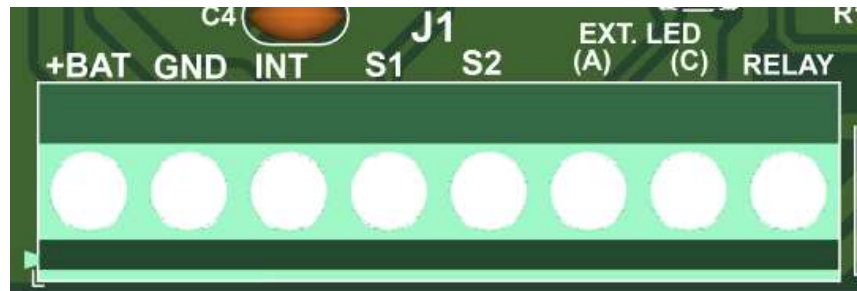 C4
J1
EXT. LED
+BAT GND INT S1 S2 (A) (C) RELAY